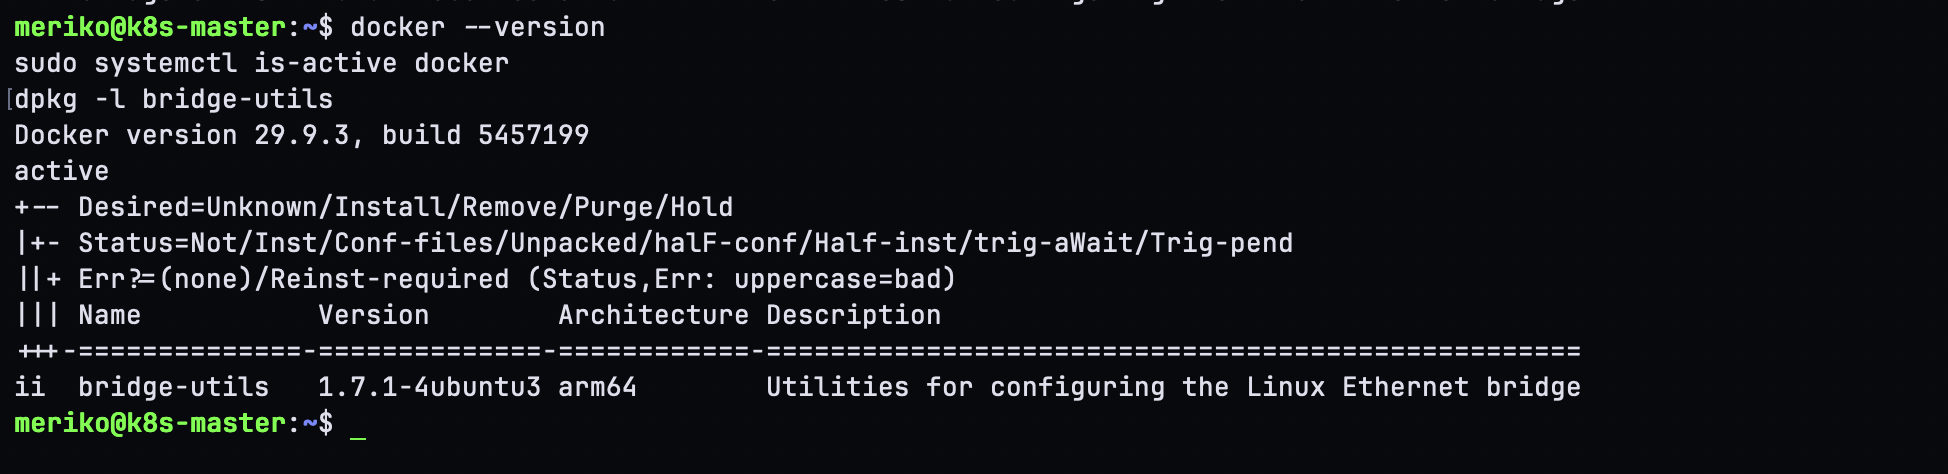 meriko@k8s-master:~$ docker --version
sudo systemctl is-active docker
[dpkg -l bridge-utils
Docker version 29.9.3, build 5457199
active
+-- Desired=Unknown/Install/Remove/Purge/Hold
|+- Status=Not/Inst/Conf-files/Unpacked/halF-conf/Half-inst/trig-aWait/Trig-pend
||+ Err?=(none)/Reinst-required (Status,Err: uppercase=bad)
||| Name           Version        Architecture Description
+++-==============-==============-============-===================================================
ii  bridge-utils   1.7.1-4ubuntu3 arm64        Utilities for configuring the Linux Ethernet bridge
meriko@k8s-master:~$ _